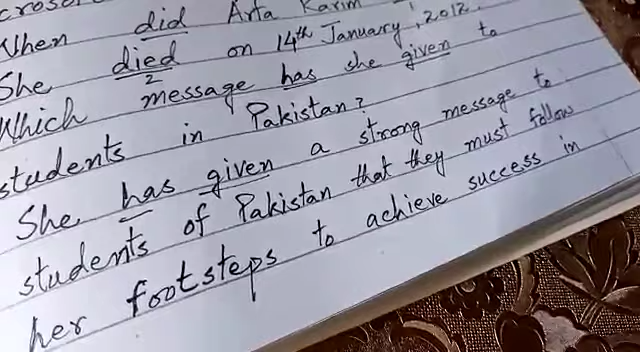 When did Arfa Karim
She died on 14th January, 2012.
2
Which message has she given to
students in Pakistan?
She has given a strong message to
students of Pakistan that they must follow
her footsteps to achieve success in